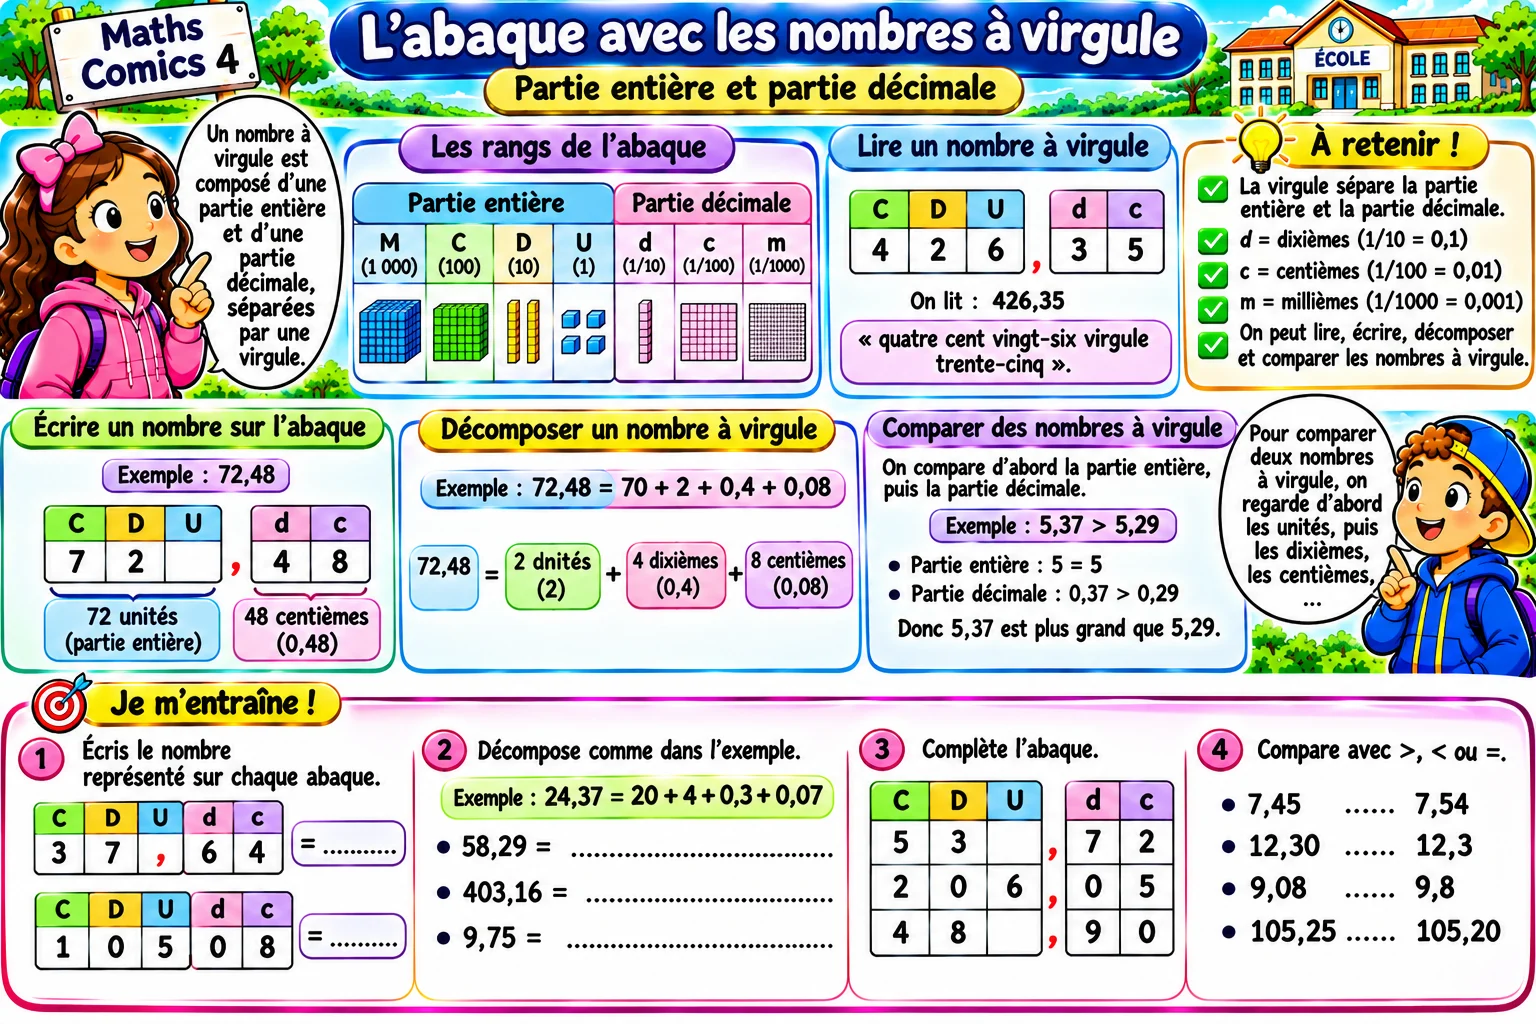 Maths
Comics 4
L'abaque avec les nombres à virgule
Partie entière et partie décimale
ÉCOLE
Un nombre à
virgule est
composé d'une
partie entière
et d'une
partie
décimale,
séparées
par une
virgule.
Les rangs de l'abaque
Partie entière Partie décimale
M C D U d c m
(1 000) (100) (10) (1) (1/10) (1/100) (1/1000)
Lire un nombre à virgule
C D U d c
4 2 6 , 3 5
On lit : 426,35
« quatre cent vingt-six virgule
trente-cinq ».
À retenir !
La virgule sépare la partie
entière et la partie décimale.
d = dixièmes (1/10 = 0,1)
c = centièmes (1/100 = 0,01)
m = millièmes (1/1000 = 0,001)
On peut lire, écrire, décomposer
et comparer les nombres à virgule.
Écrire un nombre sur l'abaque
Exemple : 72,48
C D U d c
7 2 , 4 8
72 unités
(partie entière)
48 centièmes
(0,48)
Décomposer un nombre à virgule
Exemple : 72,48 = 70 + 2 + 0,4 + 0,08
72,48 = 2 dnités + 4 dixièmes + 8 centièmes
(2) (0,4) (0,08)
Comparer des nombres à virgule
On compare d'abord la partie entière,
puis la partie décimale.
Exemple : 5,37 > 5,29
• Partie entière : 5 = 5
• Partie décimale : 0,37 > 0,29
Donc 5,37 est plus grand que 5,29.
Pour comparer
deux nombres
à virgule, on
regarde d'abord
les unités, puis
les dixièmes,
les centièmes,
...
Je m'entraîne !
1 Écris le nombre
représenté sur chaque abaque.
C D U d c
3 7 , 6 4 = ...........
C D U d c
1 0 5 0 8 = ..........
2 Décompose comme dans l'exemple.
Exemple : 24,37 = 20 + 4 + 0,3 + 0,07
• 58,29 = ..............................
• 403,16 = ............................
• 9,75 = ..............................
3 Complète l'abaque.
C D U d c
5 3 , 7 2
2 0 6 , 0 5
4 8 , 9 0
4 Compare avec >, < ou =.
• 7,45 ...... 7,54
• 12,30 ...... 12,3
• 9,08 ...... 9,8
• 105,25 ...... 105,20